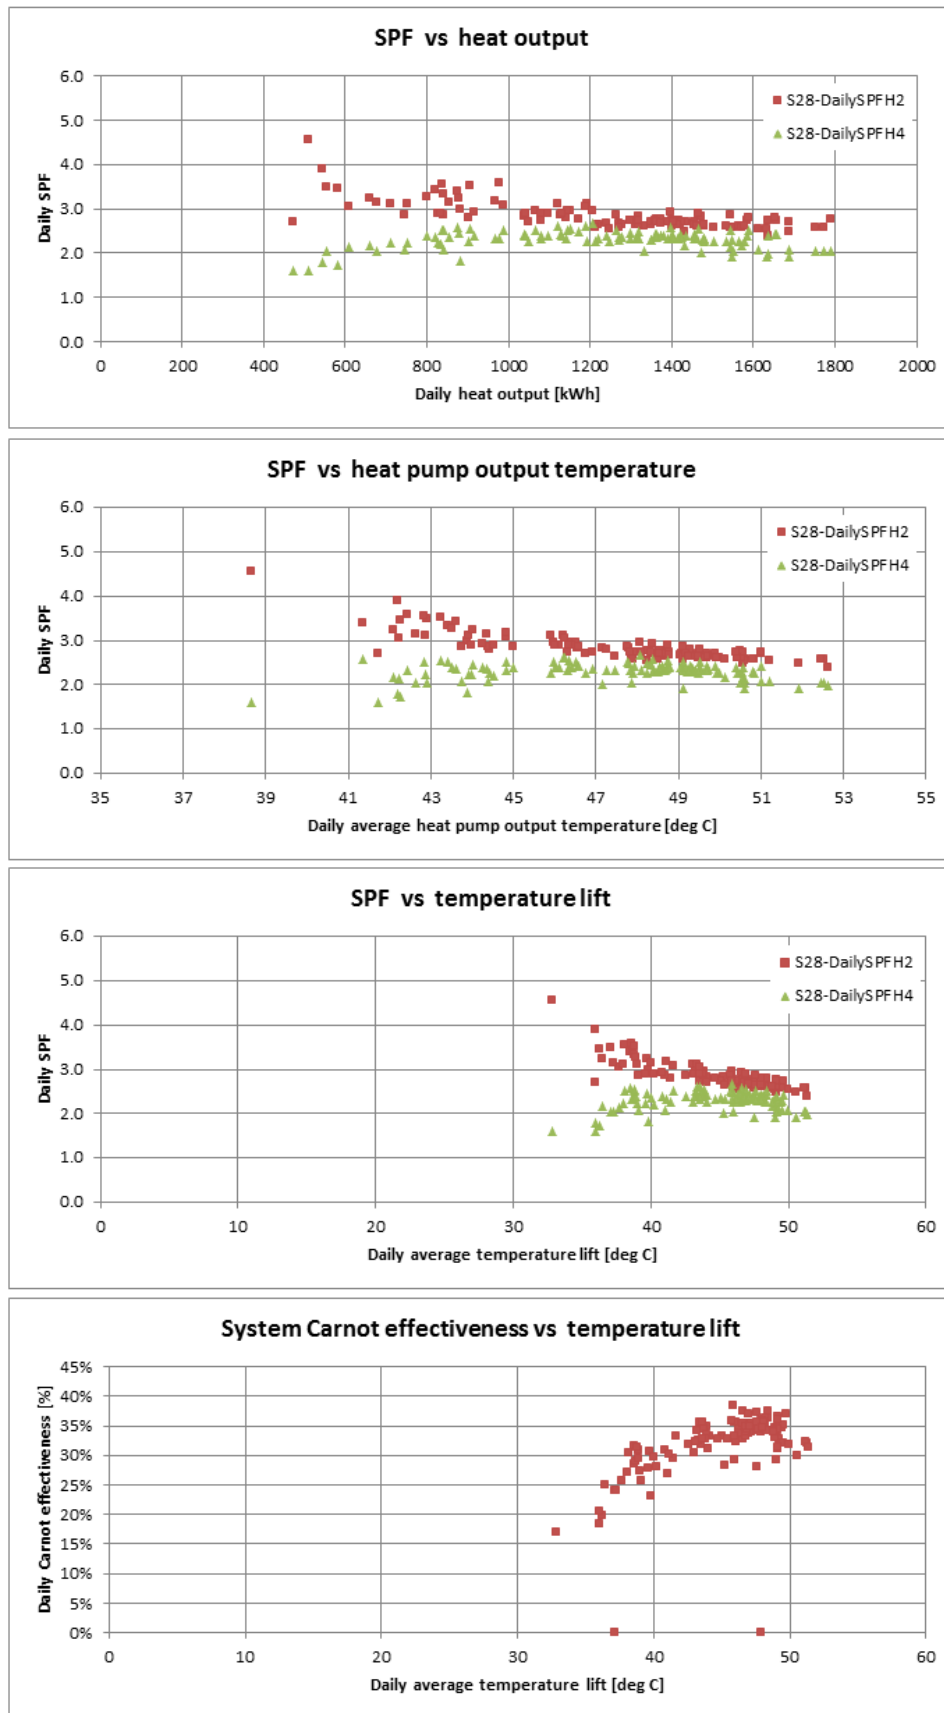 SPF vs heat output
6.0
5.0
4.0
3.0
2.0
1.0
0.0
Daily SPF
S28-DailySPFH2
S28-DailySPFH4
0 200 400 600 800 1000 1200 1400 1600 1800 2000
Daily heat output [kWh]
SPF vs heat pump output temperature
6.0
5.0
4.0
3.0
2.0
1.0
0.0
Daily SPF
S28-DailySPFH2
S28-DailySPFH4
35 37 39 41 43 45 47 49 51 53 55
Daily average heat pump output temperature [deg C]
SPF vs temperature lift
6.0
5.0
4.0
3.0
2.0
1.0
0.0
Daily SPF
S28-DailySPFH2
S28-DailySPFH4
0 10 20 30 40 50 60
Daily average temperature lift [deg C]
System Carnot effectiveness vs temperature lift
45%
40%
35%
30%
25%
20%
15%
10%
5%
0%
Daily Carnot effectiveness [%]
0 10 20 30 40 50 60
Daily average temperature lift [deg C]